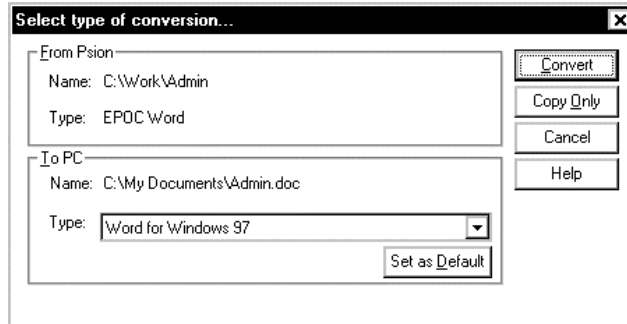 Select type of conversion...
From Psion
Name: C:\Work\Admin
Type: EPOC Word
To PC
Name: C:\My Documents\Admin.doc
Type: Word for Windows 97
Set as Default
Convert
Copy Only
Cancel
Help